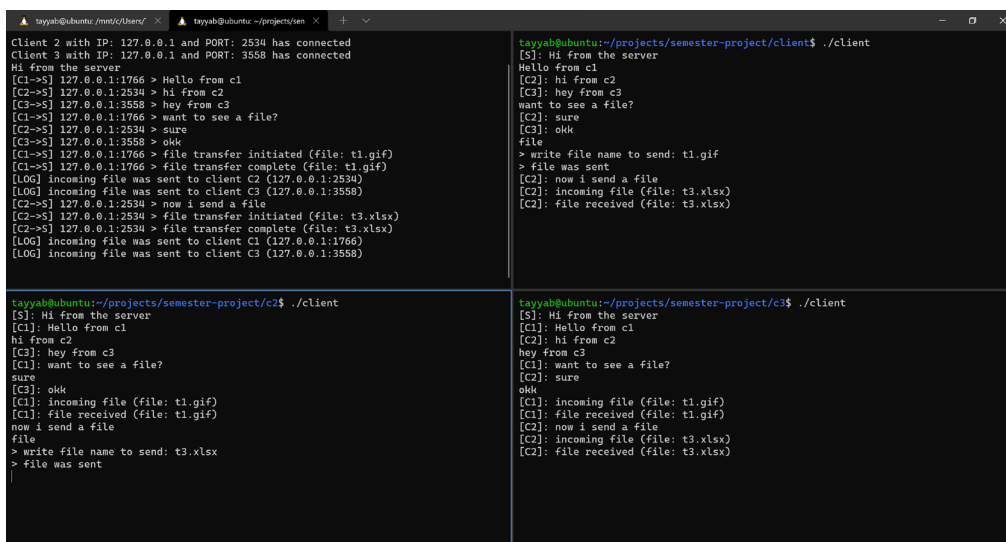 tayyab@ubuntu: /mnt/c/Users/T
tayyab@ubuntu: ~/projects/sen
Client 2 with IP: 127.0.0.1 and PORT: 2534 has connected
Client 3 with IP: 127.0.0.1 and PORT: 3558 has connected
Hi from the server
[C1->S] 127.0.0.1:1766 > Hello from c1
[C2->S] 127.0.0.1:2534 > hi from c2
[C3->S] 127.0.0.1:3558 > hey from c3
[C1->S] 127.0.0.1:1766 > want to see a file?
[C2->S] 127.0.0.1:2534 > sure
[C3->S] 127.0.0.1:3558 > okk
[C1->S] 127.0.0.1:1766 > file transfer initiated (file: t1.gif)
[C1->S] 127.0.0.1:1766 > file transfer complete (file: t1.gif)
[LOG] incoming file was sent to client C2 (127.0.0.1:2534)
[LOG] incoming file was sent to client C3 (127.0.0.1:3558)
[C2->S] 127.0.0.1:2534 > now i send a file
[C2->S] 127.0.0.1:2534 > file transfer initiated (file: t3.xlsx)
[C2->S] 127.0.0.1:2534 > file transfer complete (file: t3.xlsx)
[LOG] incoming file was sent to client C1 (127.0.0.1:1766)
[LOG] incoming file was sent to client C3 (127.0.0.1:3558)
tayyab@ubuntu:~/projects/semester-project/client$ ./client
[S]: Hi from the server
Hello from c1
[C2]: hi from c2
[C3]: hey from c3
want to see a file?
[C2]: sure
[C3]: okk
file
> write file name to send: t1.gif
> file was sent
[C2]: now i send a file
[C2]: incoming file (file: t3.xlsx)
[C2]: file received (file: t3.xlsx)
tayyab@ubuntu:~/projects/semester-project/c2$ ./client
[S]: Hi from the server
[C1]: Hello from c1
hi from c2
[C3]: hey from c3
[C1]: want to see a file?
sure
[C3]: okk
[C1]: incoming file (file: t1.gif)
[C1]: file received (file: t1.gif)
now i send a file
file
> write file name to send: t3.xlsx
> file was sent
tayyab@ubuntu:~/projects/semester-project/c3$ ./client
[S]: Hi from the server
[C1]: Hello from c1
[C2]: hi from c2
hey from c3
[C1]: want to see a file?
[C2]: sure
okk
[C1]: incoming file (file: t1.gif)
[C1]: file received (file: t1.gif)
[C2]: now i send a file
[C2]: incoming file (file: t3.xlsx)
[C2]: file received (file: t3.xlsx)